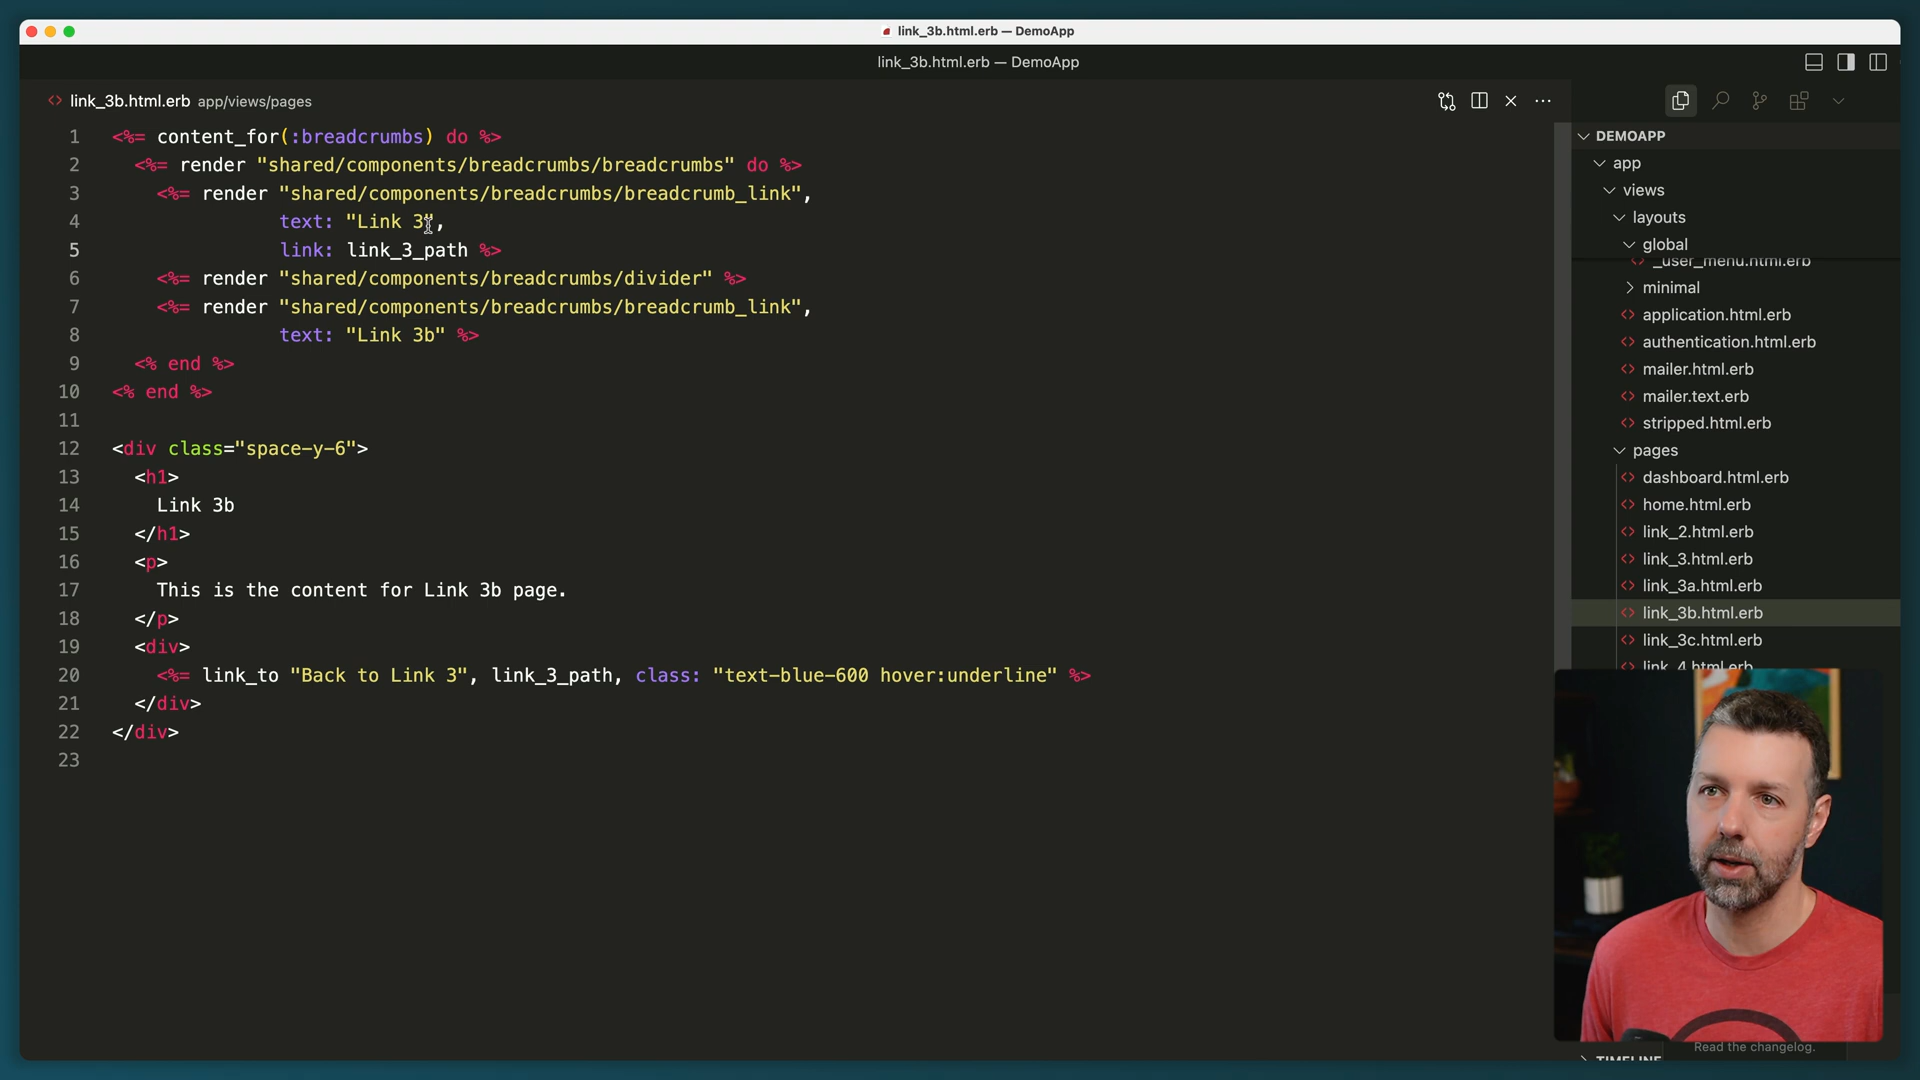 link_3b.html.erb — DemoApp
link_3b.html.erb — DemoApp
link_3b.html.erb app/views/pages
1 <%= content_for(:breadcrumbs) do %>
2 <%= render "shared/components/breadcrumbs/breadcrumbs" do %>
3 <%= render "shared/components/breadcrumbs/breadcrumb_link",
4 text: "Link 3",
5 link: link_3_path %>
6 <%= render "shared/components/breadcrumbs/divider" %>
7 <%= render "shared/components/breadcrumbs/breadcrumb_link",
8 text: "Link 3b" %>
9 <% end %>
10 <% end %>
11
12 <div class="space-y-6">
13 <h1>
14 Link 3b
15 </h1>
16 <p>
17 This is the content for Link 3b page.
18 </p>
19 <div>
20 <%= link_to "Back to Link 3", link_3_path, class: "text-blue-600 hover:underline" %>
21 </div>
22 </div>
23
DEMOAPP
app
views
layouts
global
_user_menu.html.erb
minimal
application.html.erb
authentication.html.erb
mailer.html.erb
mailer.text.erb
stripped.html.erb
pages
dashboard.html.erb
home.html.erb
link_2.html.erb
link_3.html.erb
link_3a.html.erb
link_3b.html.erb
link_3c.html.erb
link_4.html.erb
Read the changelog.
TIMELINE